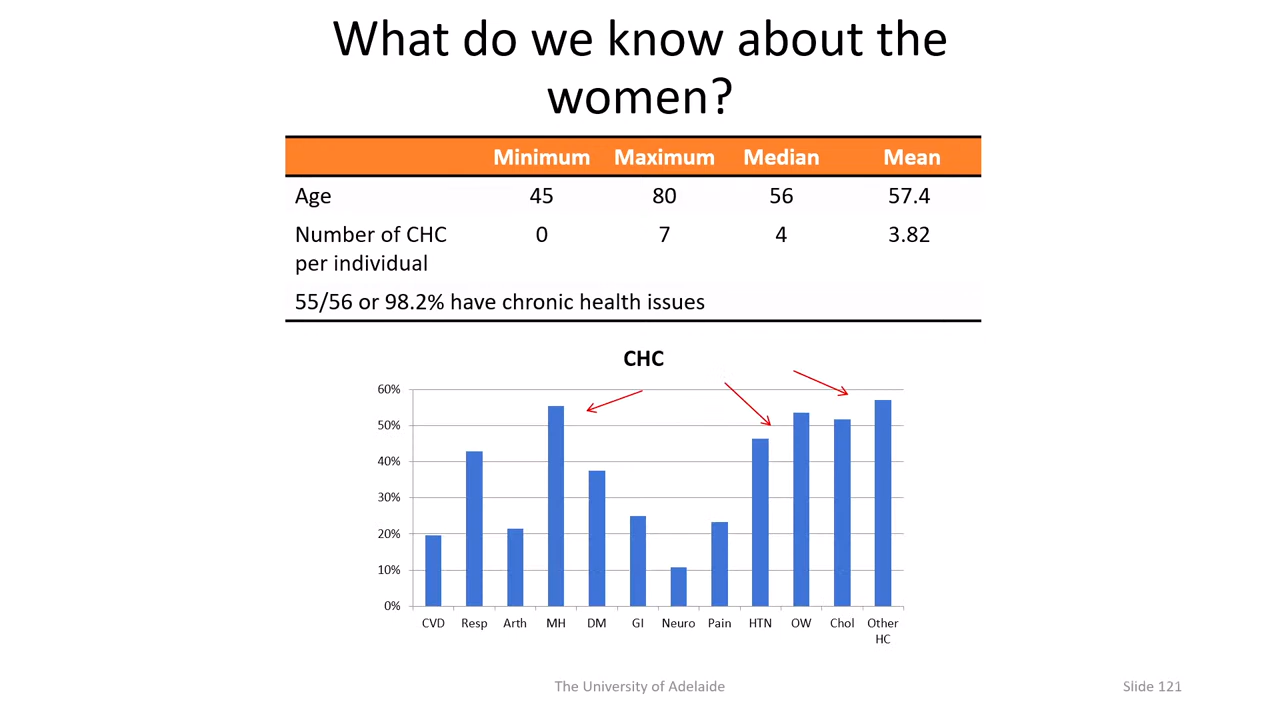 What do we know about the
women?
Minimum Maximum Median Mean
Age 45 80 56 57.4
Number of CHC 0 7 4 3.82
per individual
55/56 or 98.2% have chronic health issues
CHC
60%
50%
40%
30%
20%
10%
0%
CVD Resp Arth MH DM GI Neuro Pain HTN OW Chol Other
HC
The University of Adelaide
Slide 121